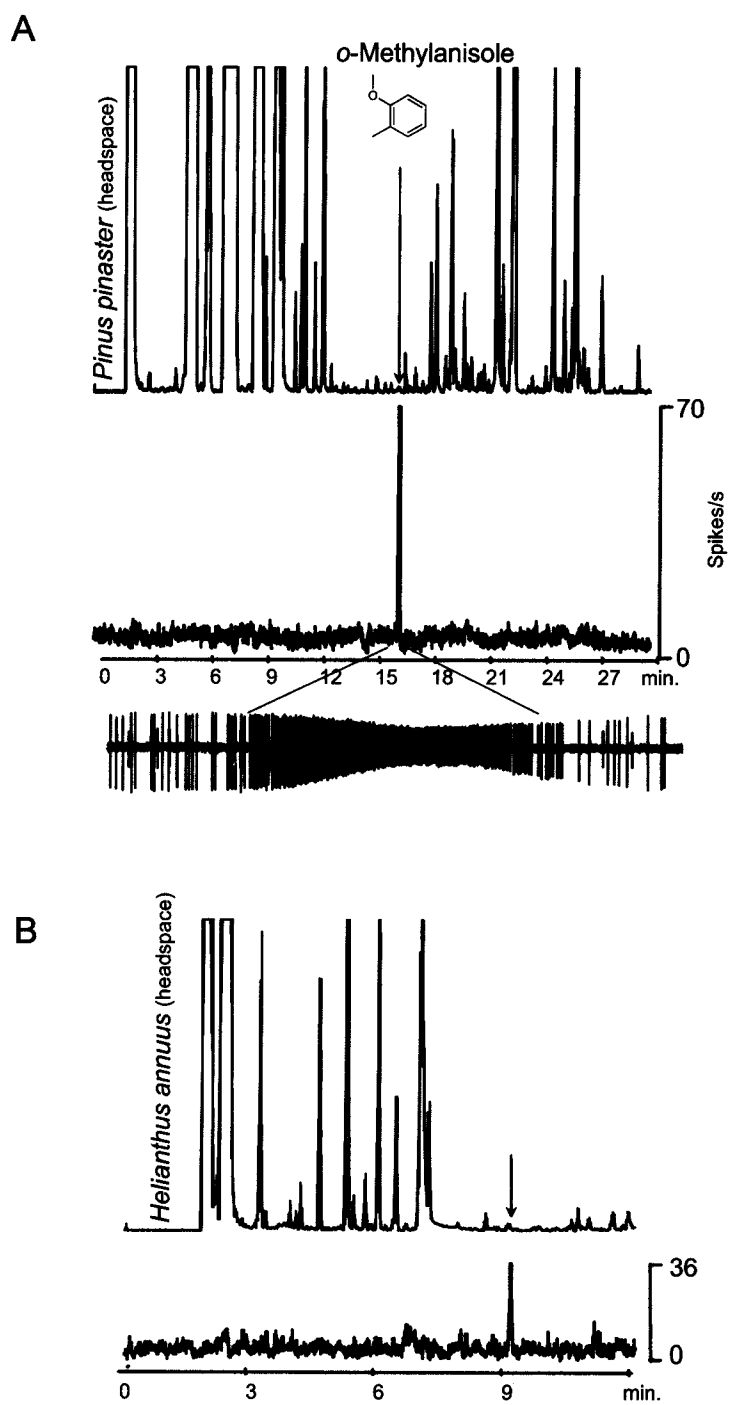 A
o-Methylanisole
O
Pinus pinaster (headspace)
70
Spikes/s
0
0 3 6 9 12 15 18 21 24 27 min.
B
Helianthus annuus (headspace)
36
0
0 3 6 9 min.